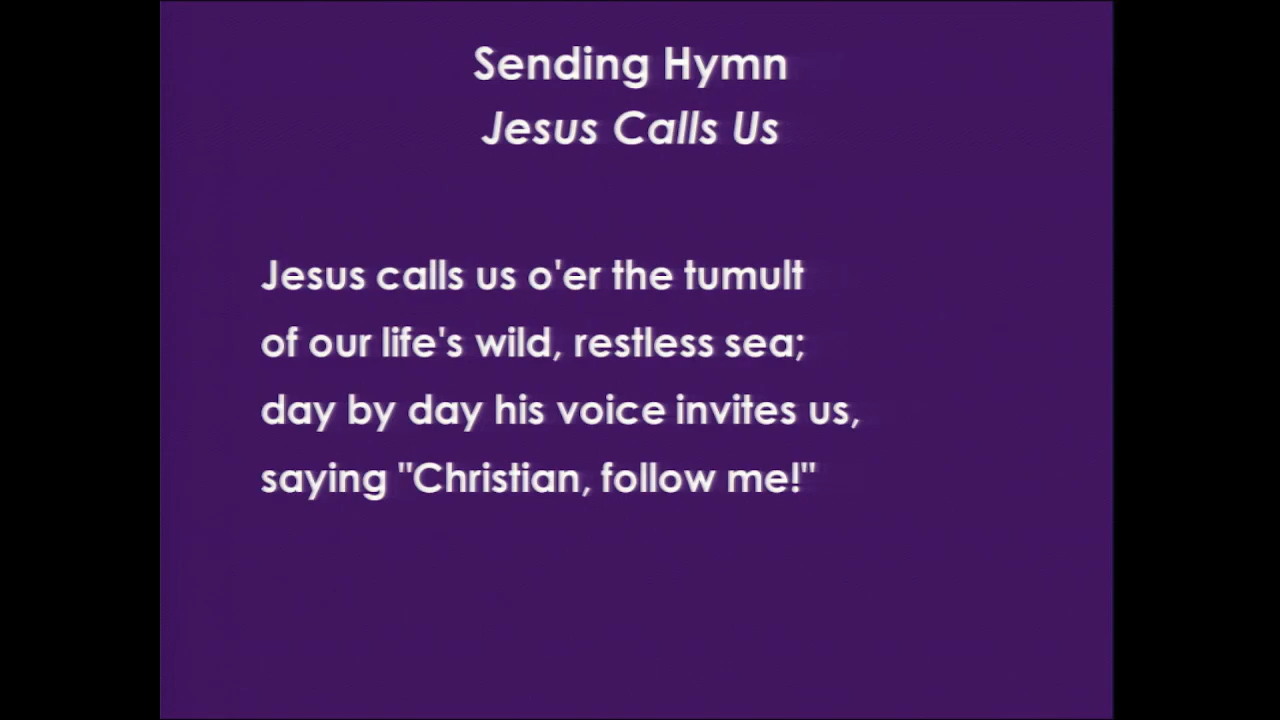 Sending Hymn
Jesus Calls Us
Jesus calls us o'er the tumult
of our life's wild, restless sea;
day by day his voice invites us,
saying "Christian, follow me!"